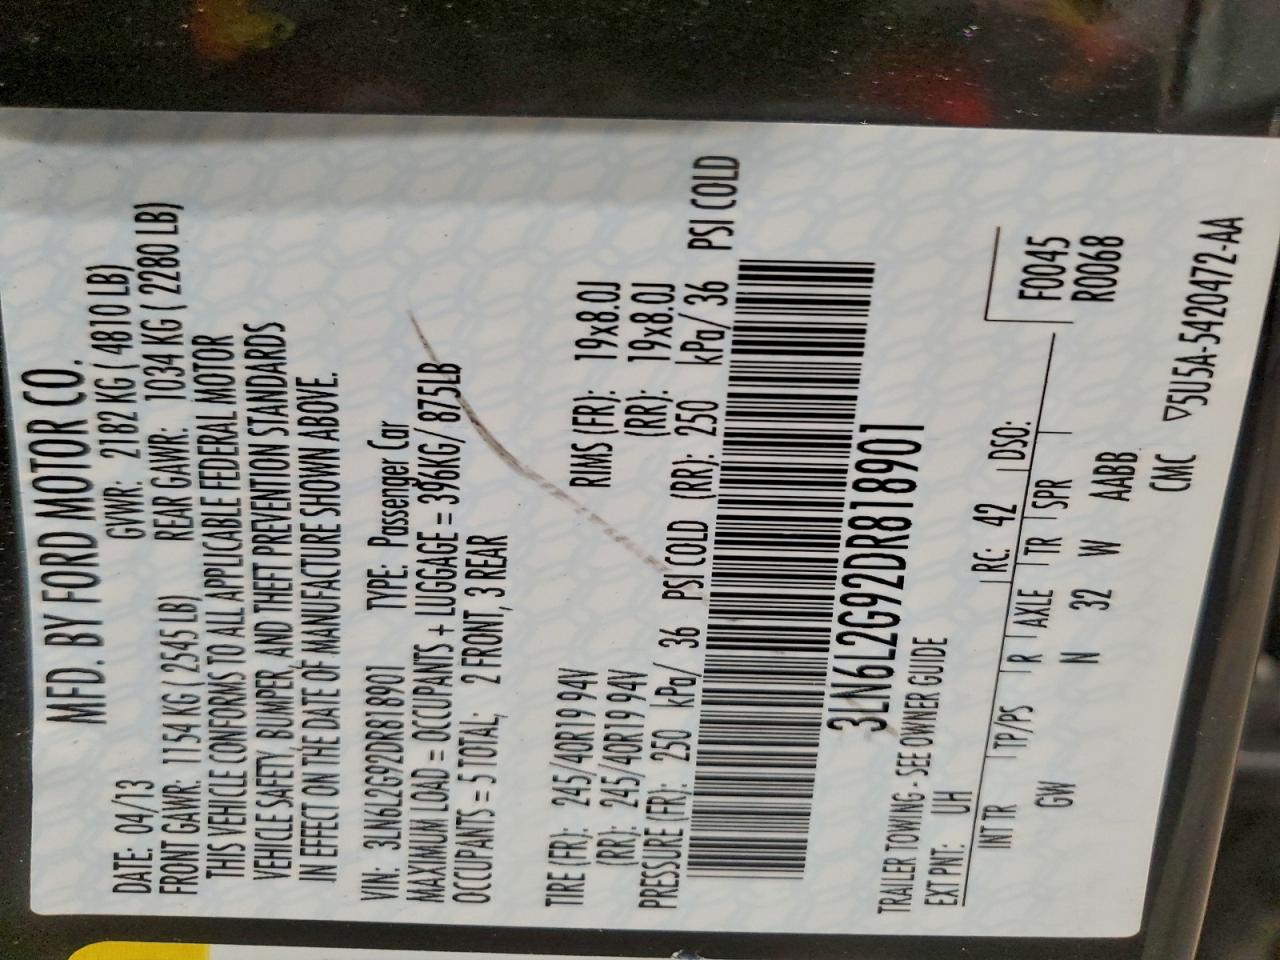 MFD. BY FORD MOTOR CO.
DATE: 04/13 GVWR: 2182 KG ( 4810 LB)
FRONT GAWR: 1154 KG ( 2545 LB) REAR GAWR: 1034 KG ( 2280 LB)
THIS VEHICLE CONFORMS TO ALL APPLICABLE FEDERAL MOTOR
VEHICLE SAFETY, BUMPER, AND THEFT PREVENTION STANDARDS
IN EFFECT ON THE DATE OF MANUFACTURE SHOWN ABOVE.
VIN: 3LN6L2G92DR818901 TYPE: Passenger Car
MAXIMUM LOAD = OCCUPANTS + LUGGAGE = 396KG/ 875LB
OCCUPANTS = 5 TOTAL; 2 FRONT, 3 REAR
TIRE (FR): 245/40R19 94V RIMS (FR): 19x8.0J
(RR): 245/40R19 94V (RR): 19x8.0J
PRESSURE (FR): 250 kPa/ 36 PSI COLD (RR): 250 kPa/ 36 PSI COLD
3LN6L2G92DR818901
TRAILER TOWING - SEE OWNER GUIDE
EXT PNT: UH RC: 42 DSO: F0045
INT TR TP/PS R AXLE TR SPR R0068
GW N 32 W AABB
CMC ▽5U5A-5420472-AA